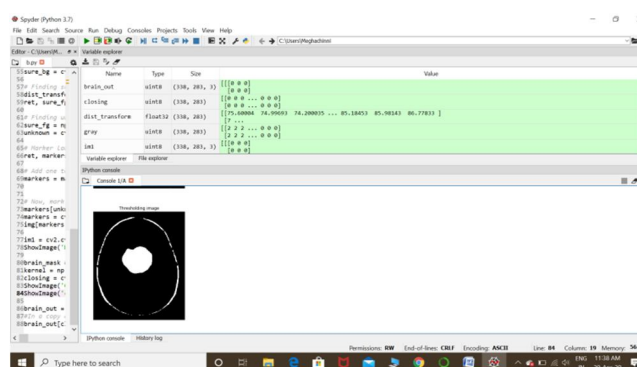 Spyder (Python 3.7)
File Edit Search Source Run Debug Consoles Projects Tools View Help
C:\Users\Meghad\tml
Editor - C:\Users\M...
Variable explorer
b.py
Name Type Size Value
brain_out uint8 (338, 283, 3) [[[0 0 0]
[0 0 0]
closing uint8 (338, 283) [[0 0 0 ... 0 0 0]
[0 0 0 ... 0 0 0]
dist_transform float32 (338, 283) [[75.60004 74.99693 74.200035 ... 85.18453 85.98143 86.77833 ]
[7 ...
gray uint8 (338, 283) [[2 2 2 ... 0 0 0]
[2 2 2 ... 0 0 0]
im1 uint8 (338, 283, 3) [[[0 0 0]
[0 0 0]
Variable explorer File explorer
IPython console
Console 1/A
Thresholding image
IPython console History log
55 sure_bg = c
56
57 # Finding s
58 dist_transf
59 ret, sure_f
60
61 # Finding u
62 sure_fg = n
63 unknown = c
64
65 # Marker la
66 ret, marker
67
68 # Add one t
69 markers = m
70
71
72 # Now, mark
73 markers[unk
74 markers = c
75 img[markers
76
77 im1 = cv2.c
78 ShowImage('
79
80 brain_mask
81 kernel = np
82 closing = c
83 ShowImage('
84 ShowImage('
85
86 brain_out =
87 #In a copy
88 brain_out[c
Permissions: RW End-of-lines: CRLF Encoding: ASCII Line: 84 Column: 19 Memory: 56
Type here to search
ENG 11:38 AM